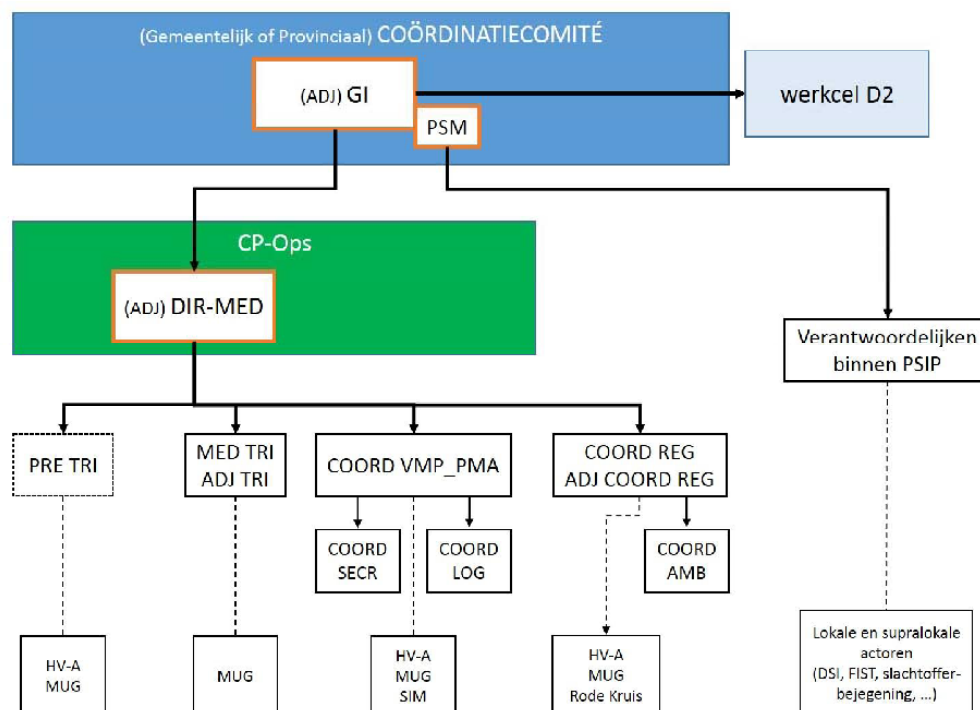 (Gemeentelijk of Provinciaal) COÖRDINATIECOMITÉ
(ADJ) GI
PSM
werkcel D2
CP-Ops
(ADJ) DIR-MED
Verantwoordelijken
binnen PSIP
PRE TRI
MED TRI
ADJ TRI
COORD VMP_PMA
COORD REG
ADJ COORD REG
COORD
SECR
COORD
LOG
COORD
AMB
HV-A
MUG
MUG
HV-A
MUG
SIM
HV-A
MUG
Rode Kruis
Lokale en supralokale
actoren
(DSI, FIST, slachtoffer-
bejegening, ...)